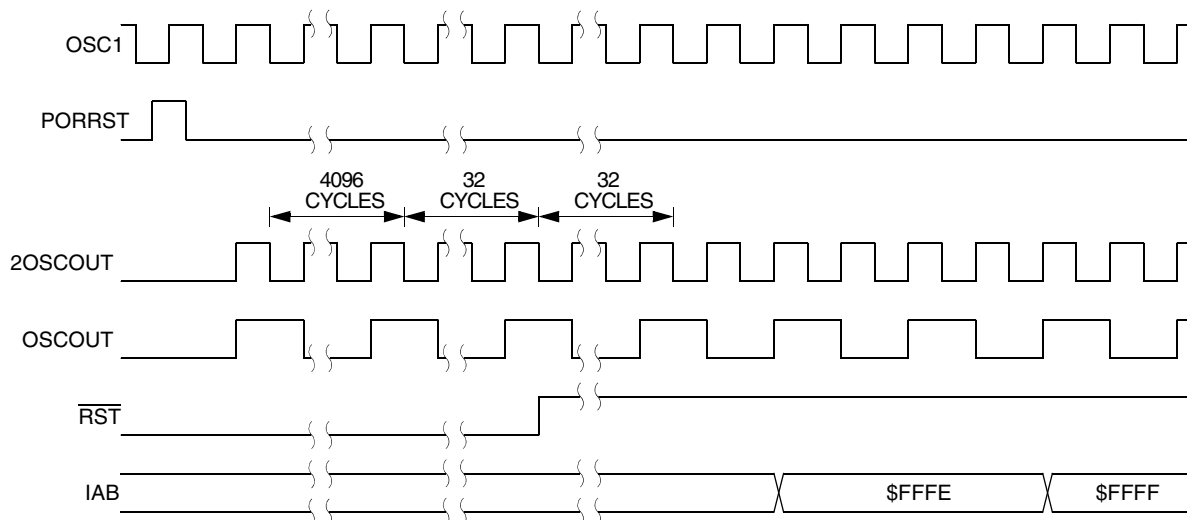 OSC1
PORRST
4096
CYCLES
32
CYCLES
32
CYCLES
2OSCOUT
OSCOUT
RST
IAB
$FFFE
$FFFF